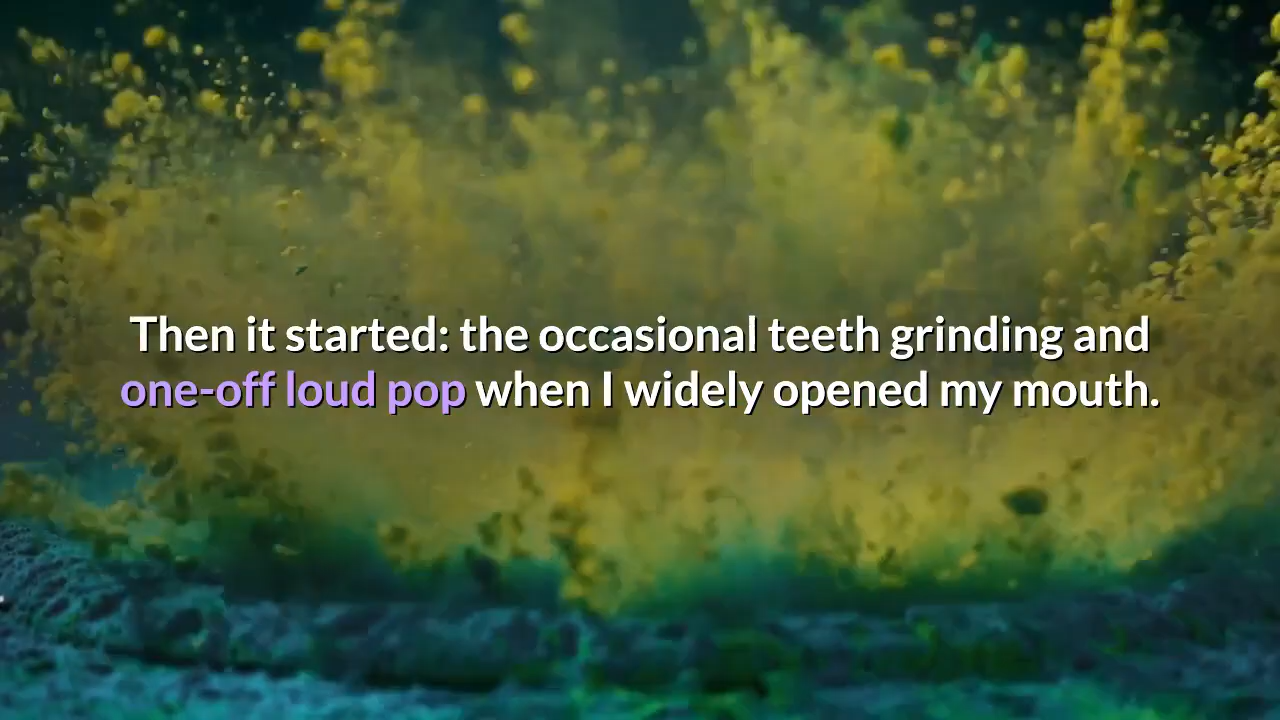 Then it started: the occasional teeth grinding and
one-off loud pop when I widely opened my mouth.